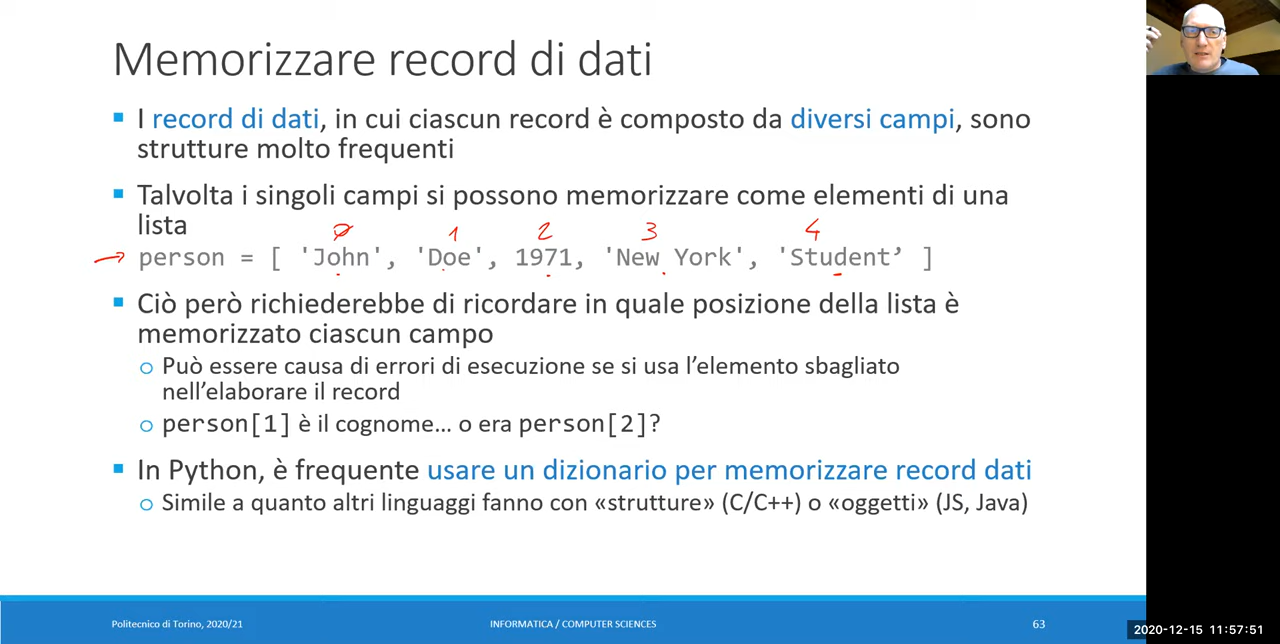 Memorizzare record di dati
▪ I record di dati, in cui ciascun record è composto da diversi campi, sono
strutture molto frequenti
▪ Talvolta i singoli campi si possono memorizzare come elementi di una
lista
0 1 2 3 4
→ person = [ 'John', 'Doe', 1971, 'New York', 'Student’ ]
▪ Ciò però richiederebbe di ricordare in quale posizione della lista è
memorizzato ciascun campo
o Può essere causa di errori di esecuzione se si usa l’elemento sbagliato
nell’elaborare il record
o person[1] è il cognome… o era person[2]?
▪ In Python, è frequente usare un dizionario per memorizzare record dati
o Simile a quanto altri linguaggi fanno con «strutture» (C/C++) o «oggetti» (JS, Java)
Politecnico di Torino, 2020/21 INFORMATICA / COMPUTER SCIENCES 63
2020-12-15 11:57:51